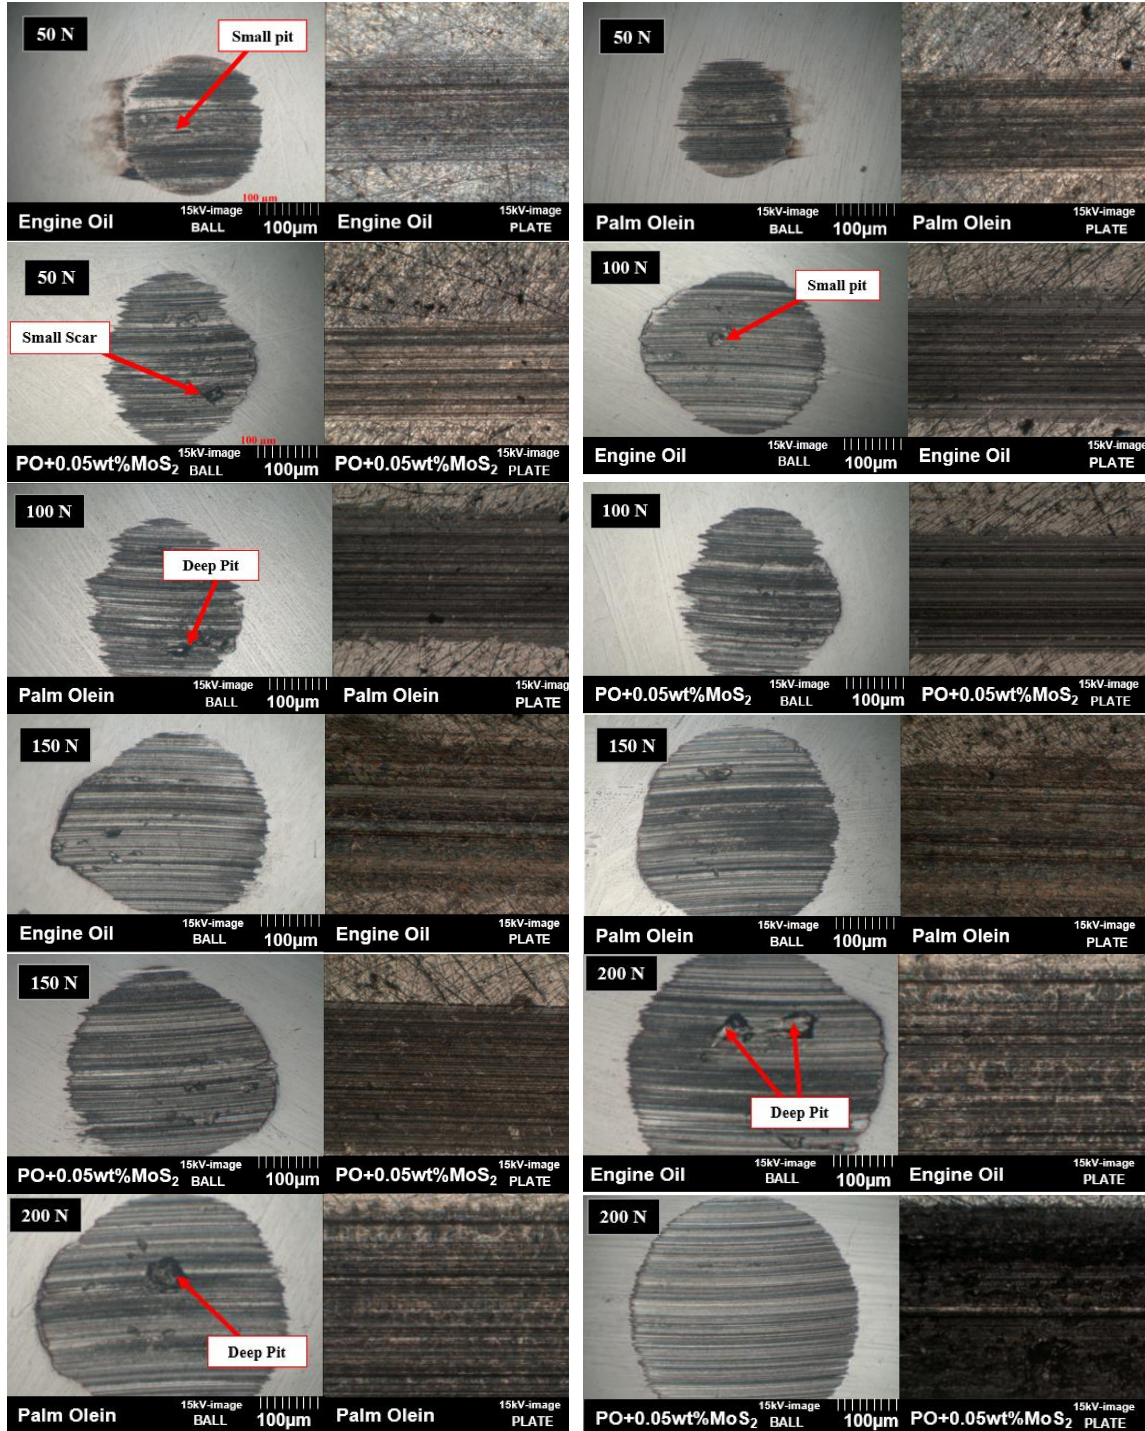 50 N
Small pit
100 µm
Engine Oil 15kV-image BALL 100µm
Engine Oil 15kV-image PLATE
50 N
Palm Olein 15kV-image BALL 100µm
Palm Olein 15kV-image PLATE
50 N
Small Scar
100 µm
PO+0.05wt%MoS₂ 15kV-image BALL 100µm
PO+0.05wt%MoS₂ 15kV-image PLATE
100 N
Small pit
Engine Oil 15kV-image BALL 100µm
Engine Oil 15kV-image PLATE
100 N
Deep Pit
Palm Olein 15kV-image BALL 100µm
Palm Olein 15kV-imag PLATE
100 N
PO+0.05wt%MoS₂ 15kV-image BALL 100µm
PO+0.05wt%MoS₂ 15kV-image PLATE
150 N
Engine Oil 15kV-image BALL 100µm
Engine Oil 15kV-image PLATE
150 N
Palm Olein 15kV-image BALL 100µm
Palm Olein 15kV-image PLATE
150 N
PO+0.05wt%MoS₂ 15kV-image BALL 100µm
PO+0.05wt%MoS₂ 15kV-image PLATE
200 N
Deep Pit
Engine Oil 15kV-image BALL 100µm
Engine Oil 15kV-image PLATE
200 N
Deep Pit
Palm Olein 15kV-image BALL 100µm
Palm Olein 15kV-image PLATE
200 N
PO+0.05wt%MoS₂ 15kV-image BALL 100µm
PO+0.05wt%MoS₂ 15kV-image PLATE